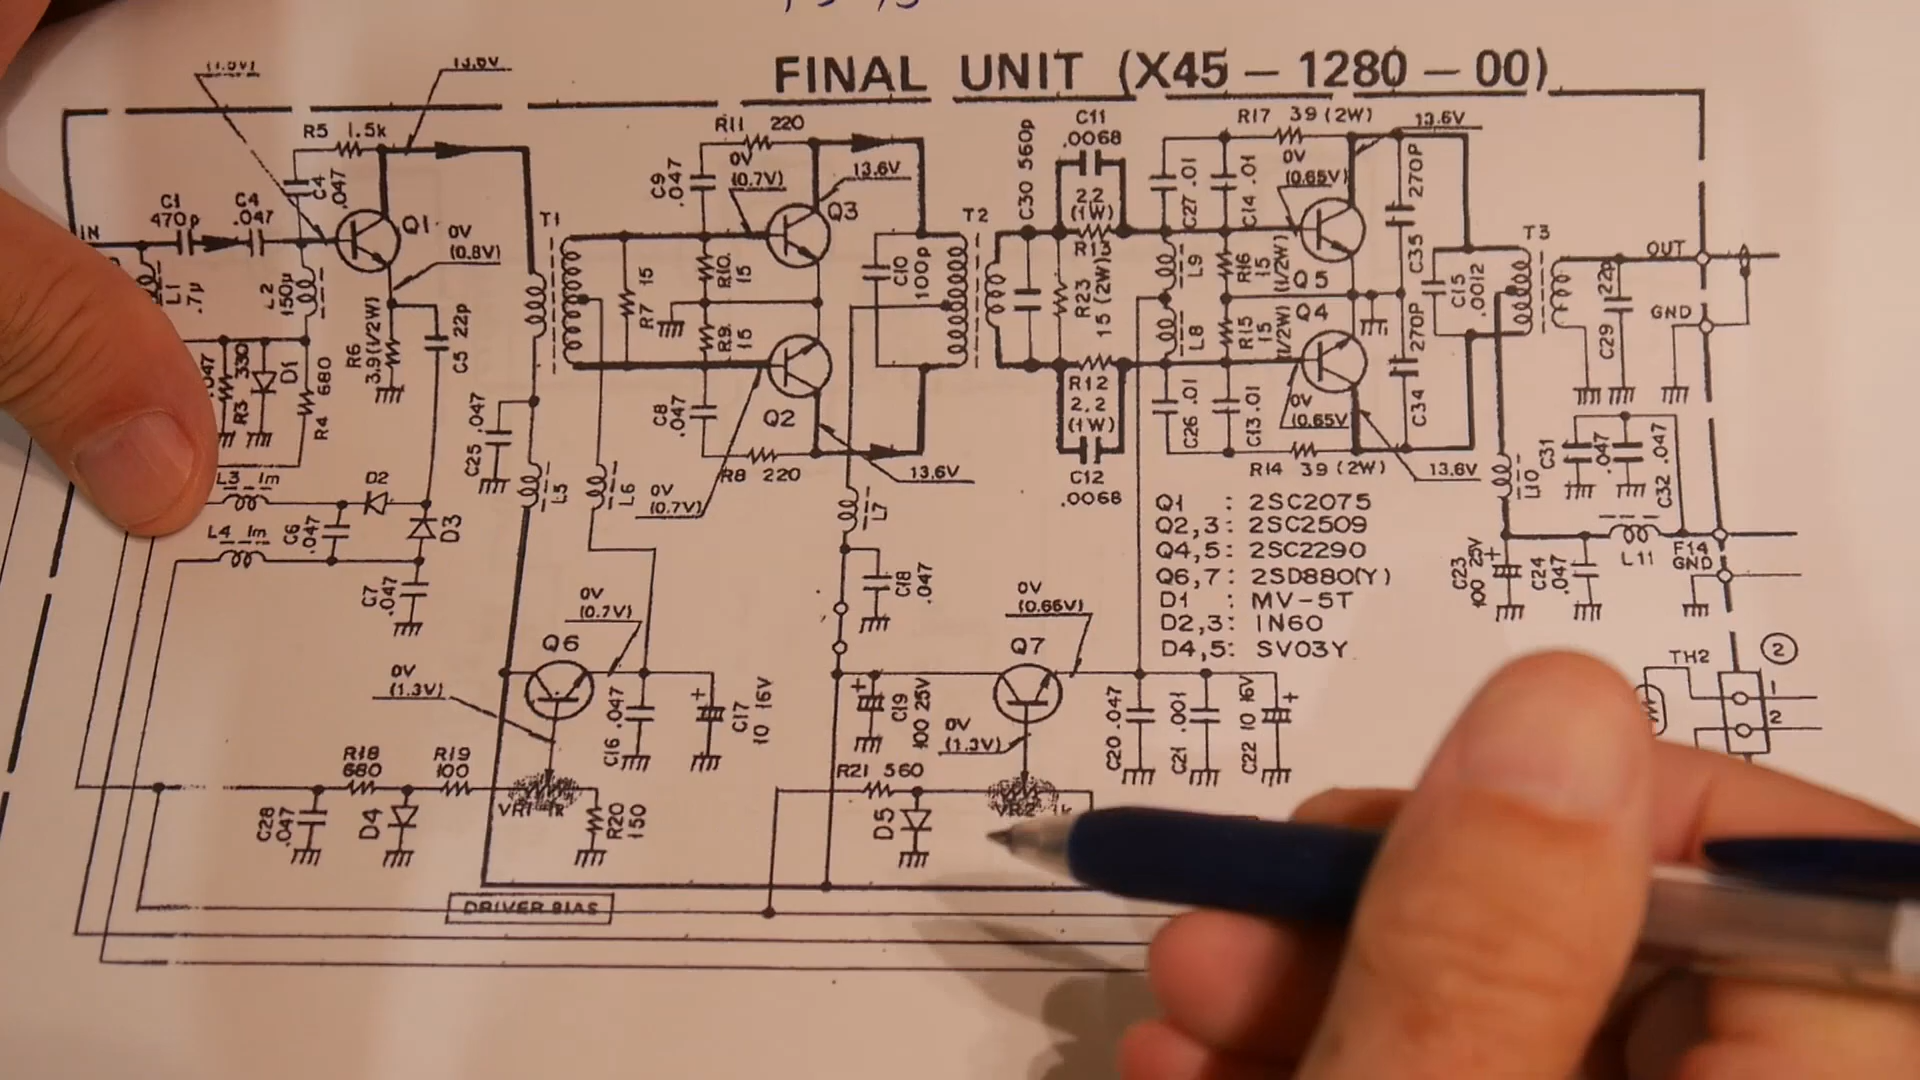 FINAL UNIT (X45-1280-00)
(1.5V)
13.6V
R5 1.5k
C4
.047
IN
C1
470p
C4
.047
Q1
0V
(0.8V)
L1
.7μ
L2
150μ
R6
3.9(1/2W)
C5 22p
.047
R3 330
D1
R4 680
L3 1m
L4 1m
D2
D3
C6
.047
C7
.047
T1
C25 .047
L5
L6
R11 220
C9
.047
0V
(0.7V)
13.6V
Q3
R7 15
R10
15
R9
15
Q2
C8
.047
R8 220
0V
(0.7V)
13.6V
C10
100p
T2
L7
C18
.047
C30 560p
C11
.0068
2.2
(1W)
R13
R23
15 (2W)
R12
2.2
(1W)
C12
.0068
R17 39 (2W)
13.6V
C27 .01
C14 .01
0V
(0.65V)
Q5
L9
L8
R16
15
(1/2W)
R15
15
(1/2W)
Q4
C26 .01
C13 .01
0V
(0.65V)
R14 39 (2W)
13.6V
270P
C35
270P
C34
C15
.0012
T3
OUT
GND
22p
C29
C31
.047
C32 .047
L10
L11
F14
GND
C23
100 25V
C24
.047
Q1 : 2SC2075
Q2,3 : 2SC2509
Q4,5 : 2SC2290
Q6,7 : 2SD880(Y)
D1 : MV-5T
D2,3 : 1N60
D4,5 : SV03Y
TH2
2
1
2
Q6
0V
(0.7V)
0V
(1.3V)
C16 .047
C17
10 16V
Q7
0V
(0.66V)
C19
100 25V
0V
(1.3V)
C20 .047
C21 .001
C22 10 16V
R18
680
R19
100
C28
.047
D4
VR1 1k
R20
150
R21 560
D5
VR2 1k
DRIVER BIAS